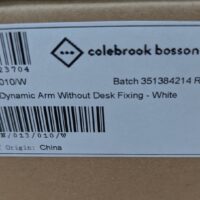 colebrook bosson
23704
010/W
Batch 351384214 R
Dynamic Arm Without Desk Fixing - White
W/013/010/W
Origin: China